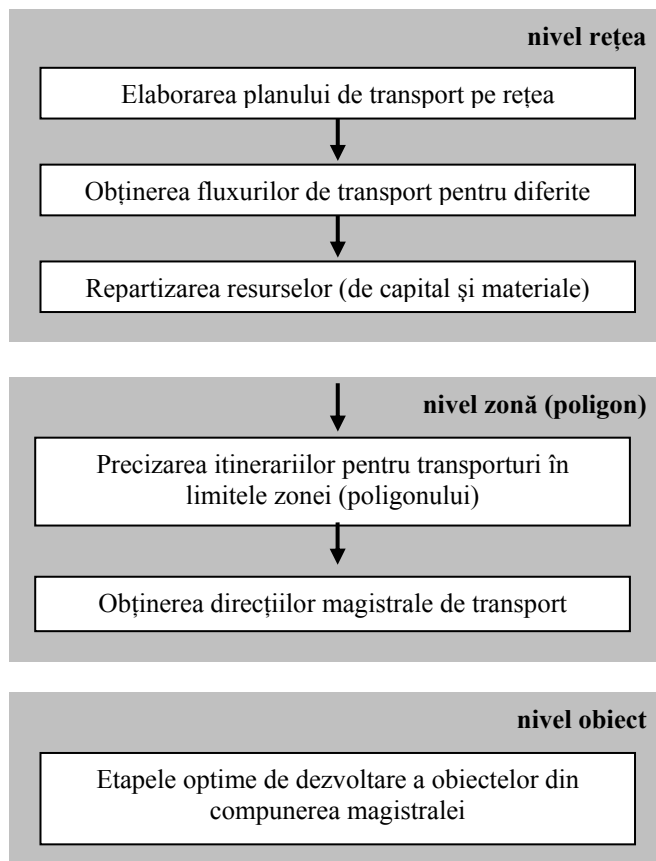 nivel rețea
Elaborarea planului de transport pe rețea
Obținerea fluxurilor de transport pentru diferite
Repartizarea resurselor (de capital și materiale)
nivel zonă (poligon)
Precizarea itinerariilor pentru transporturi în
limitele zonei (poligonului)
Obținerea direcțiilor magistrale de transport
nivel obiect
Etapele optime de dezvoltare a obiectelor din
compunerea magistralei